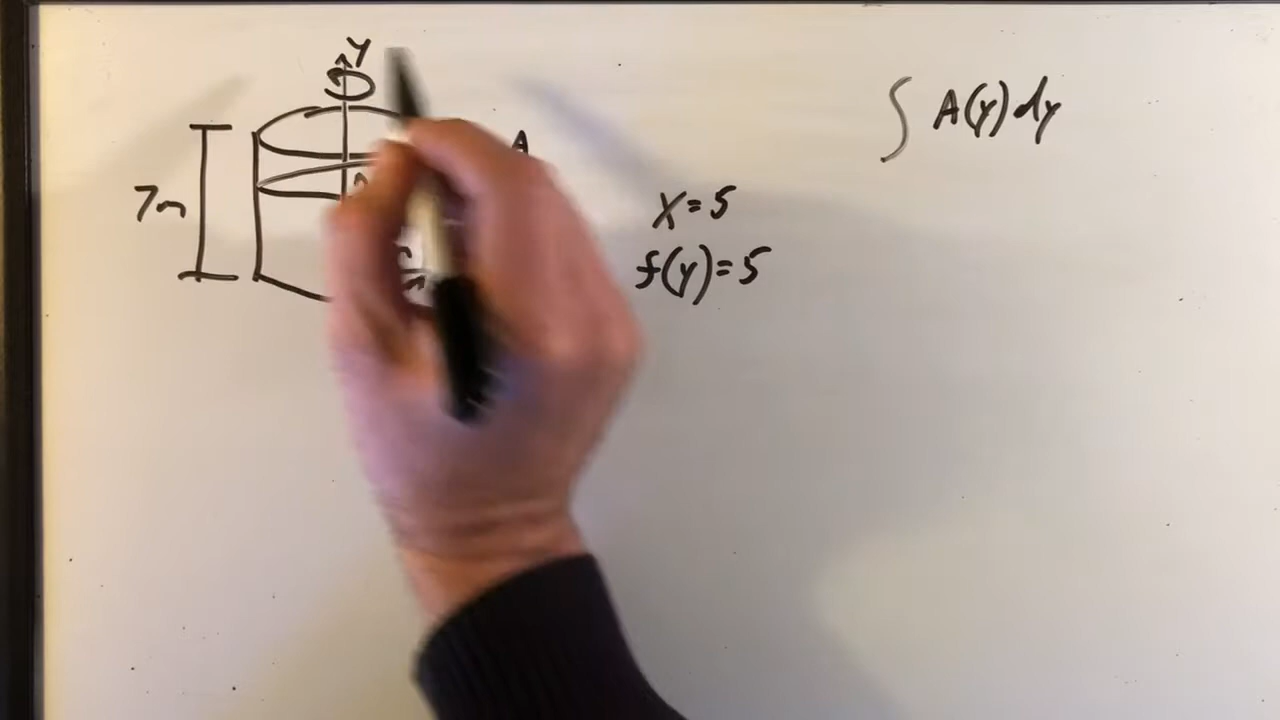 Y
7m
A
x=5
f(y)=5
∫ A(y) dy